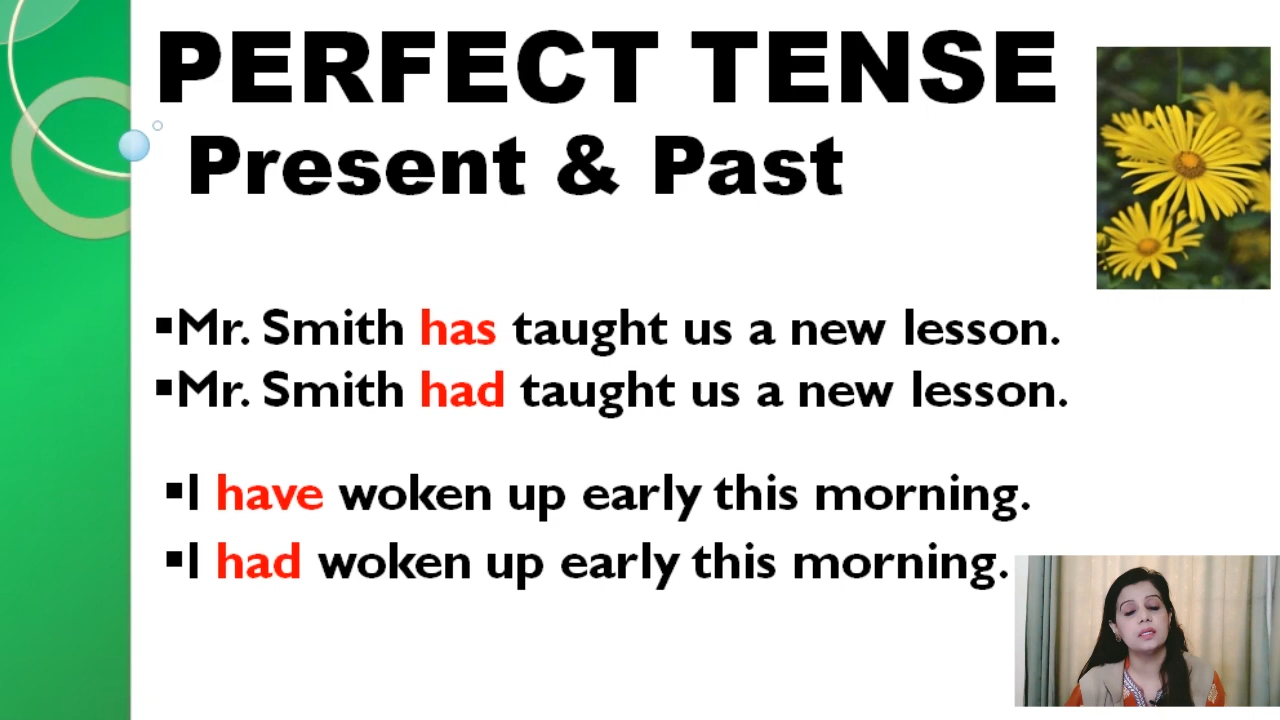 PERFECT TENSE
Present & Past
▪Mr. Smith has taught us a new lesson.
▪Mr. Smith had taught us a new lesson.
▪I have woken up early this morning.
▪I had woken up early this morning.